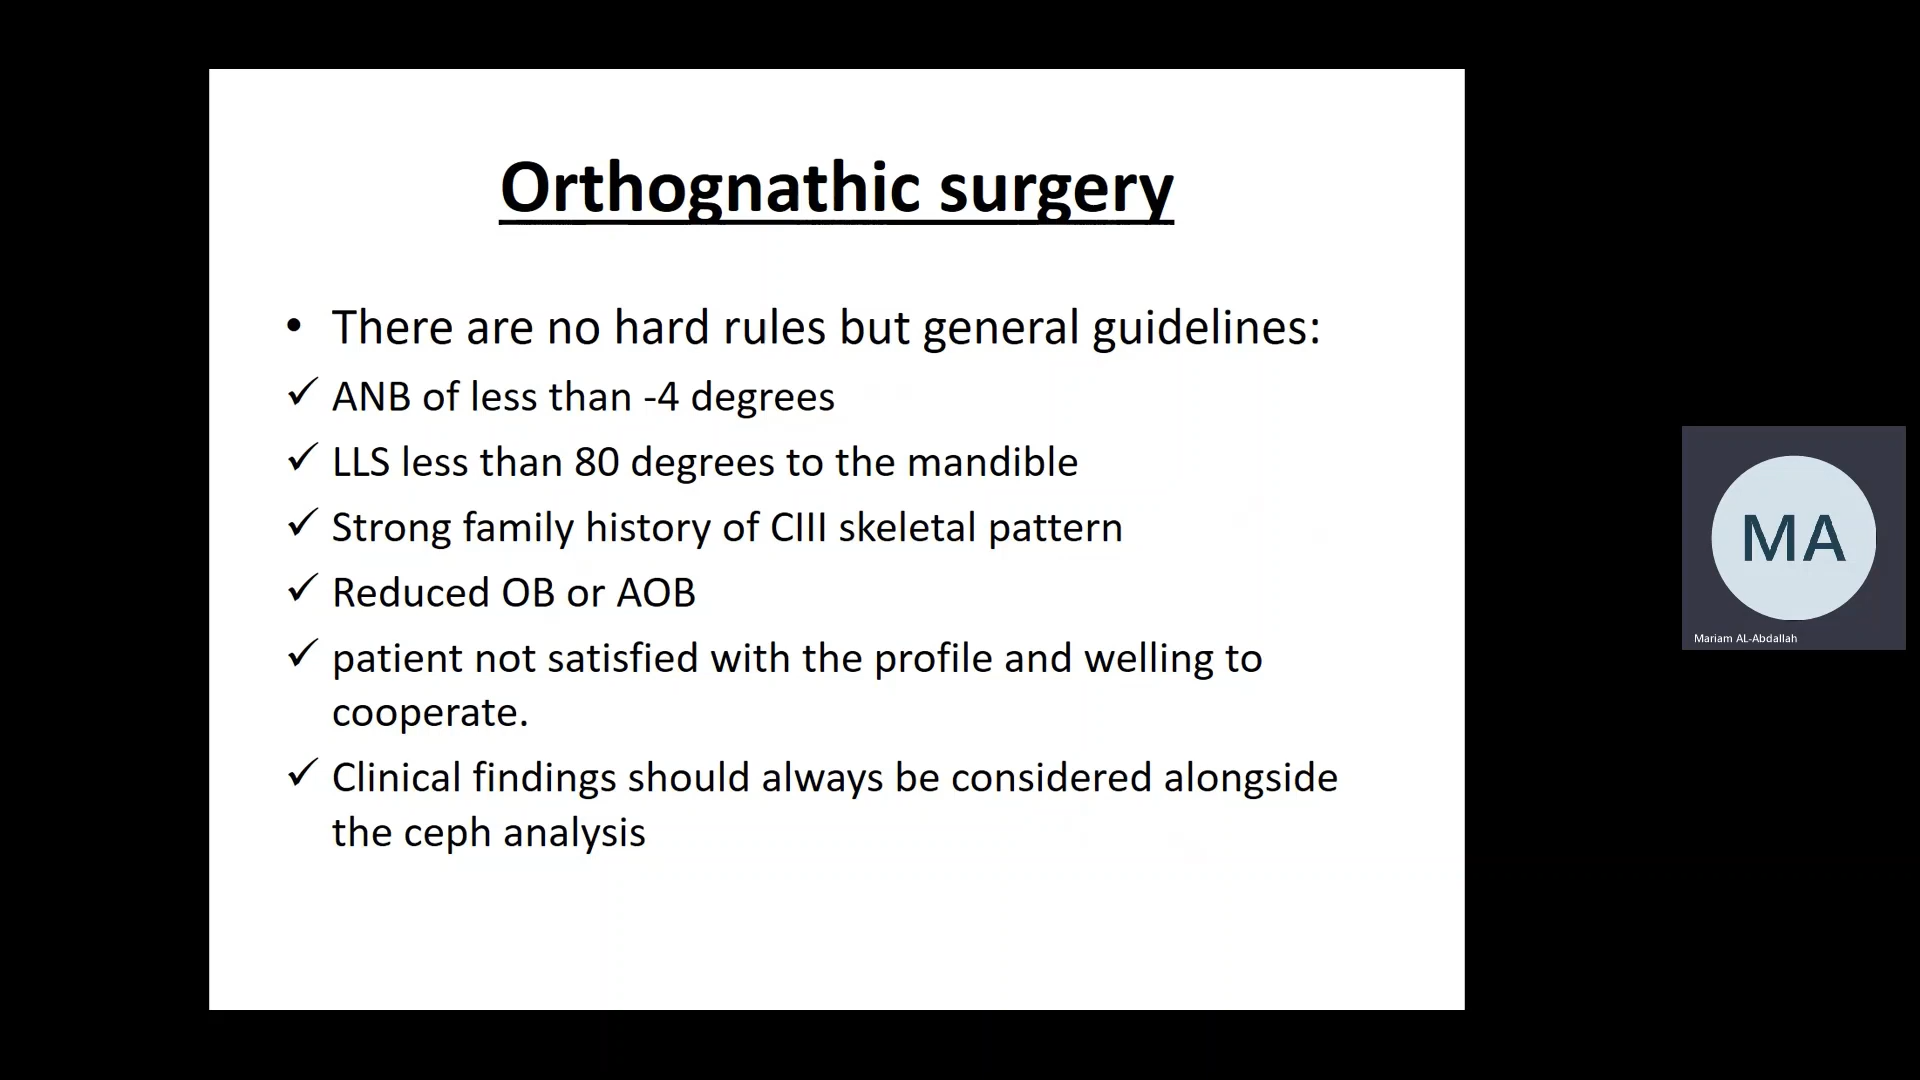 Orthognathic surgery
• There are no hard rules but general guidelines:
✓ ANB of less than -4 degrees
✓ LLS less than 80 degrees to the mandible
✓ Strong family history of CIII skeletal pattern
✓ Reduced OB or AOB
✓ patient not satisfied with the profile and welling to
cooperate.
✓ Clinical findings should always be considered alongside
the ceph analysis
MA
Mariam AL-Abdallah